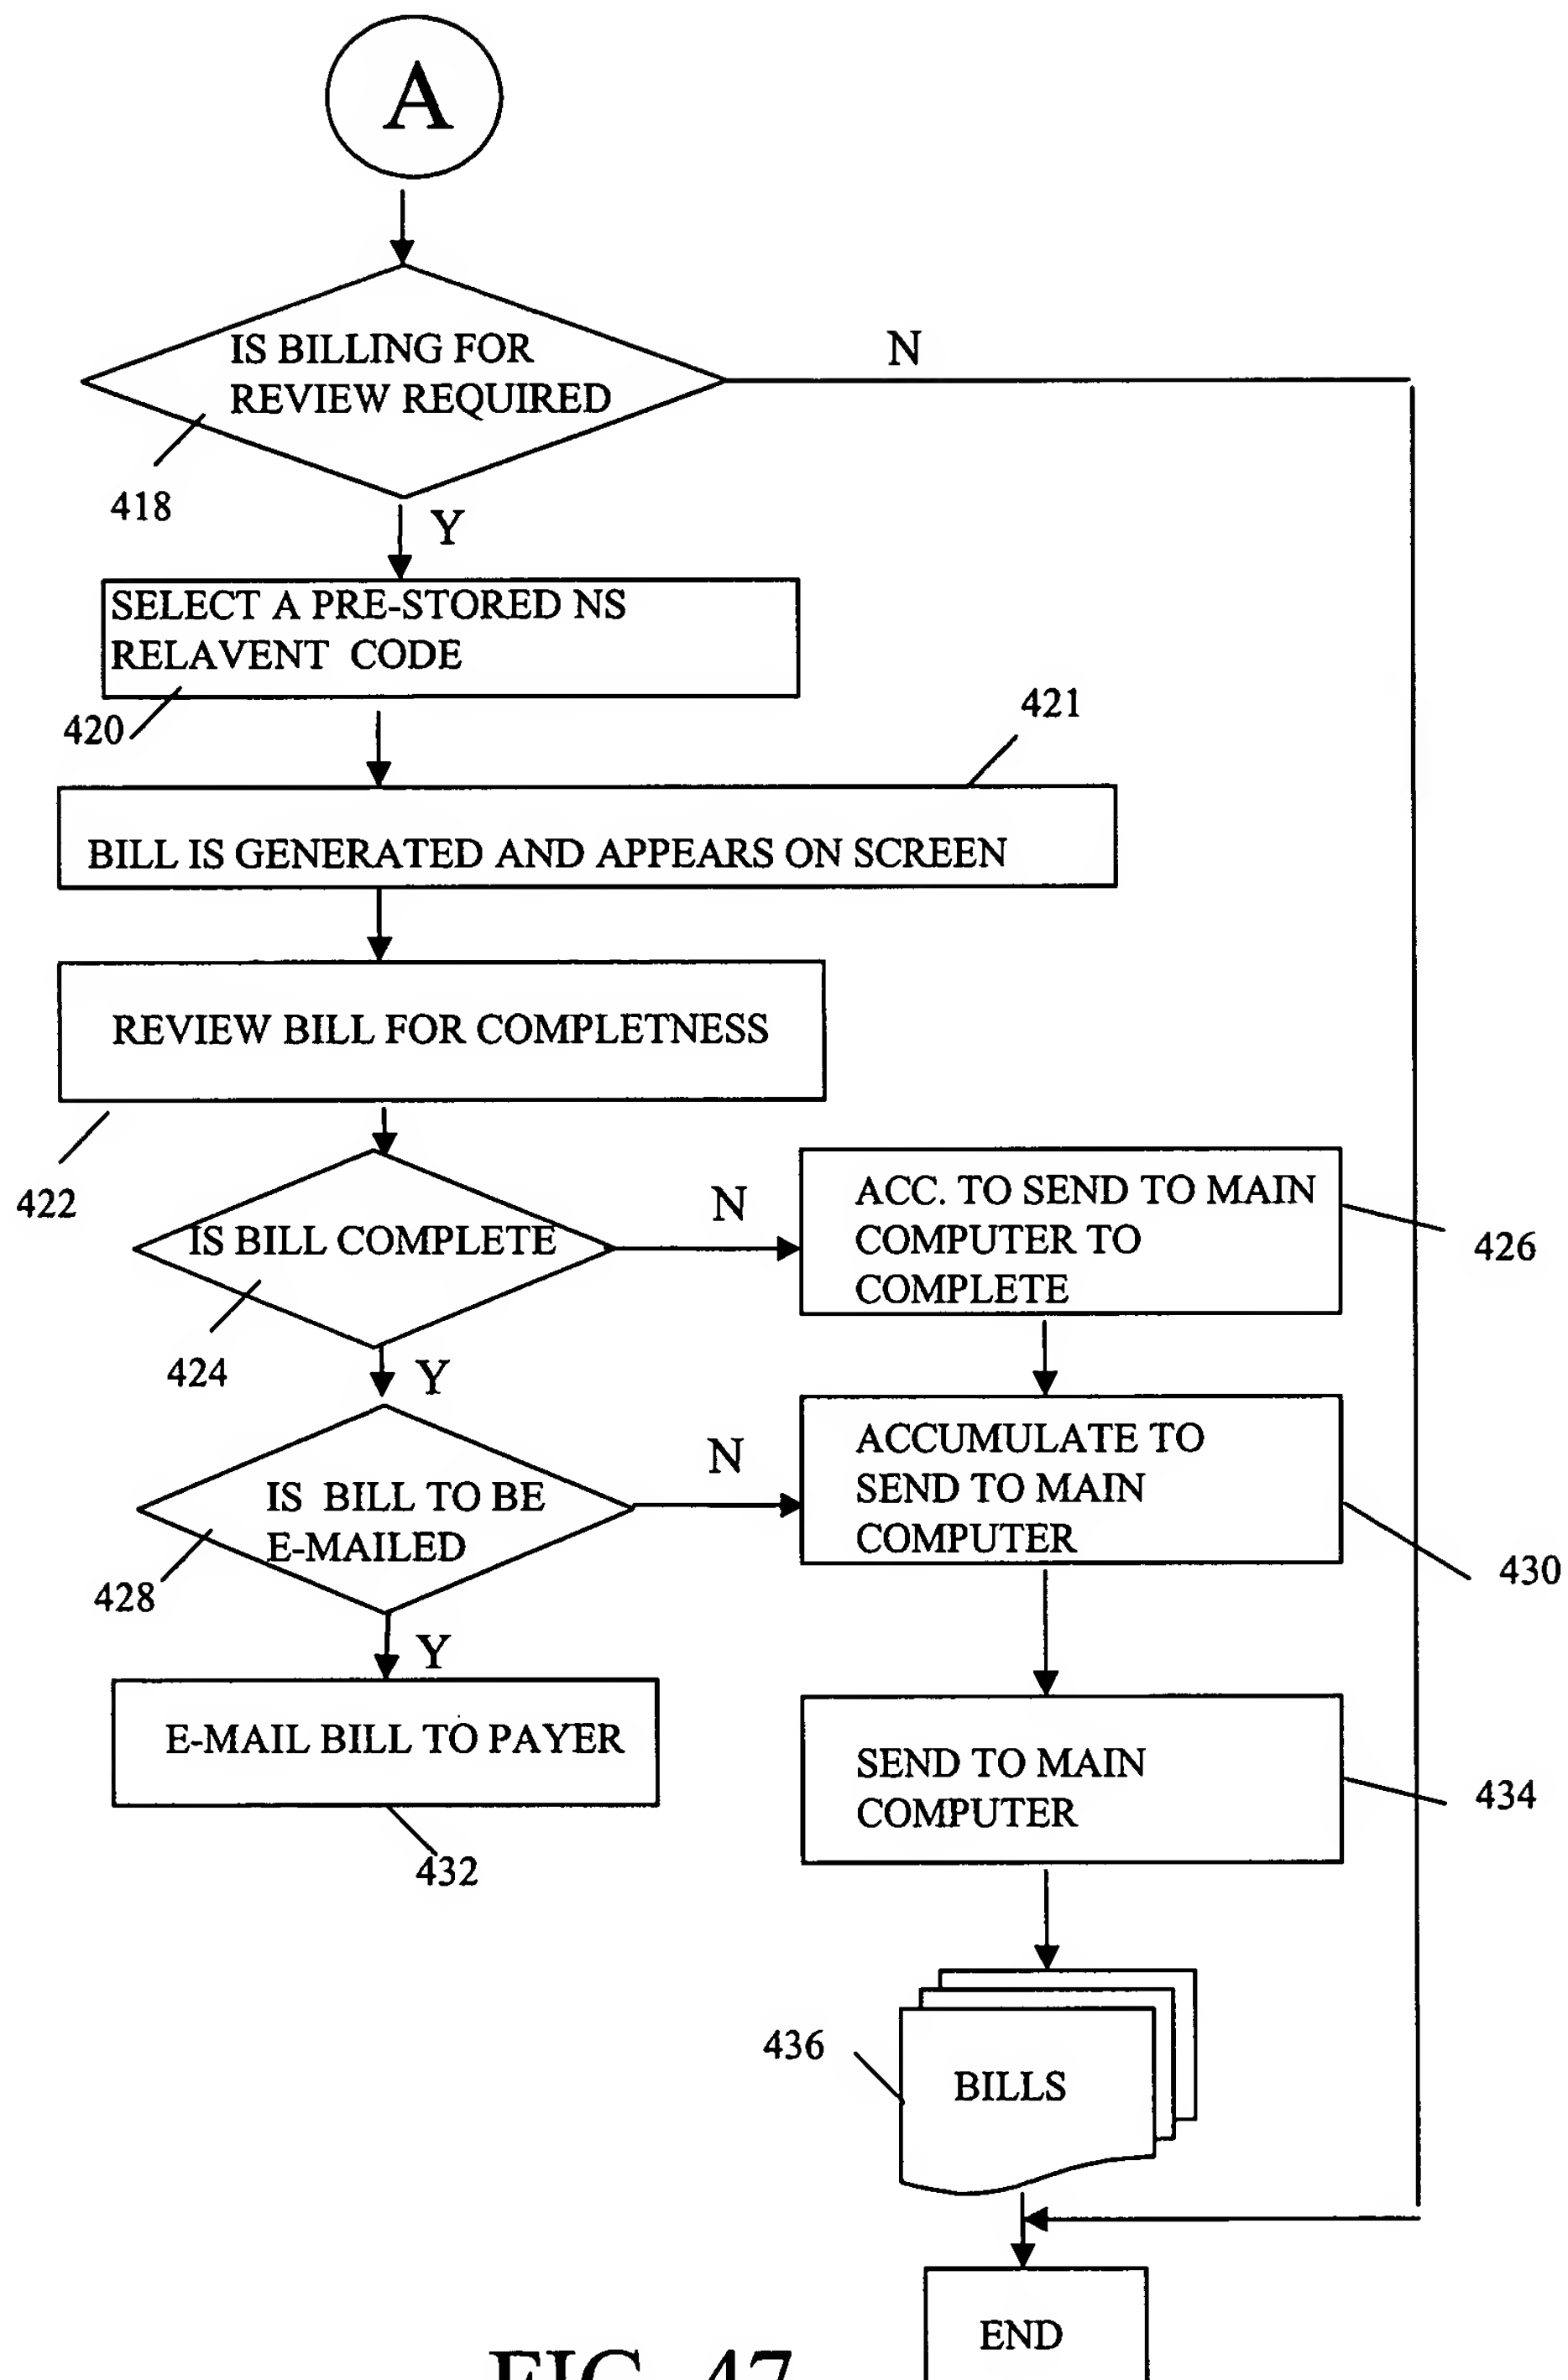 A
IS BILLING FOR
REVIEW REQUIRED
N
418
Y
SELECT A PRE-STORED NS
RELAVENT CODE
420
421
BILL IS GENERATED AND APPEARS ON SCREEN
REVIEW BILL FOR COMPLETNESS
422
IS BILL COMPLETE
N
ACC. TO SEND TO MAIN
COMPUTER TO
COMPLETE
426
424
Y
IS BILL TO BE
E-MAILED
N
ACCUMULATE TO
SEND TO MAIN
COMPUTER
430
428
Y
E-MAIL BILL TO PAYER
432
SEND TO MAIN
COMPUTER
434
436
BILLS
END
FIG. 47